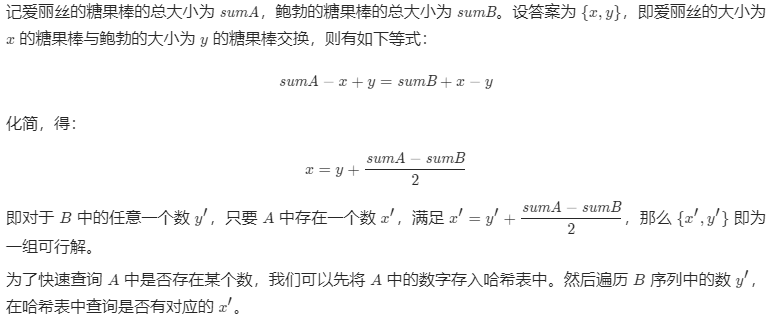 记爱丽丝的糖果棒的总大小为 sumA，鲍勃的糖果棒的总大小为 sumB。设答案为 {x, y}，即爱丽丝的大小为
x 的糖果棒与鲍勃的大小为 y 的糖果棒交换，则有如下等式：
sumA − x + y = sumB + x − y
化简，得：
x = y + \frac{sumA − sumB}{2}
即对于 B 中的任意一个数 y′，只要 A 中存在一个数 x′，满足 x′ = y′ + \frac{sumA − sumB}{2}，那么 {x′, y′} 即为
一组可行解。
为了快速查询 A 中是否存在某个数，我们可以先将 A 中的数字存入哈希表中。然后遍历 B 序列中的数 y′，
在哈希表中查询是否有对应的 x′。